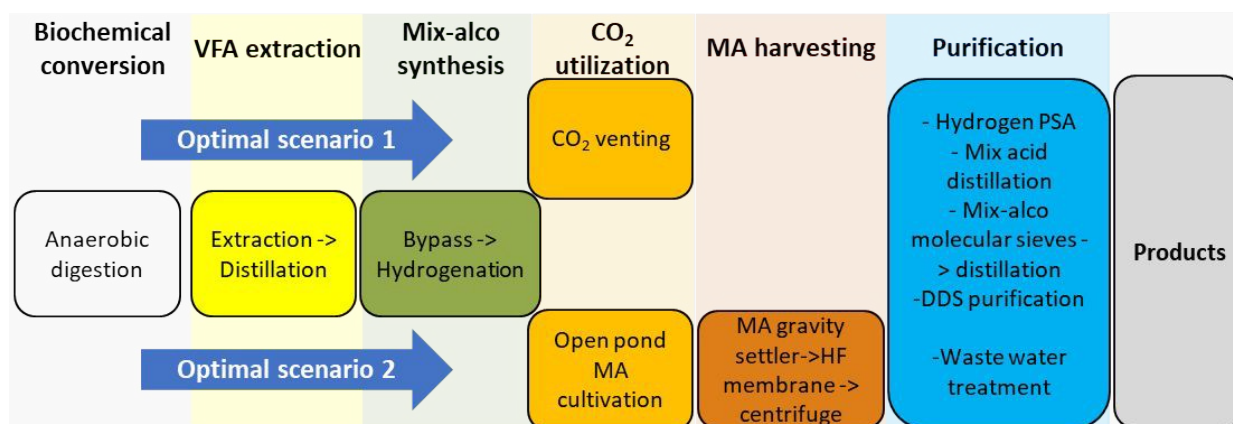 Biochemical
conversion
VFA extraction
Mix-alco
synthesis
CO₂
utilization
MA harvesting
Purification
Optimal scenario 1
CO₂ venting
Anaerobic
digestion
Extraction ->
Distillation
Bypass ->
Hydrogenation
Optimal scenario 2
Open pond
MA
cultivation
MA gravity
settler->HF
membrane ->
centrifuge
- Hydrogen PSA
- Mix acid
distillation
- Mix-alco
molecular sieves -
> distillation
-DDS purification
-Waste water
treatment
Products